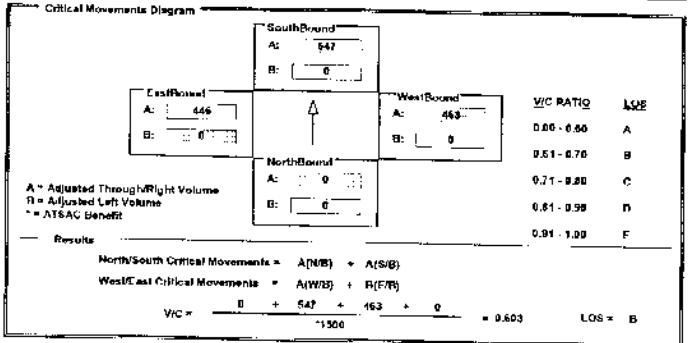 Critical Movements Diagram
SouthBound
A: 547
B: 0
EastBound
A: 446
B: 0
WestBound
A: 463
B: 0
NorthBound
A: 0
B: 0
V/C RATIO LOS
0.00 - 0.60 A
0.61 - 0.70 B
0.71 - 0.80 C
0.81 - 0.90 D
0.91 - 1.00 E
A = Adjusted Through/Right Volume
B = Adjusted Left Volume
* = ATSAC Benefit
Results
North/South Critical Movements = A(N/B) + A(S/B)
West/East Critical Movements = A(W/B) + B(E/B)
V/C = 0 + 547 + 463 + 0 = 0.603 LOS = B